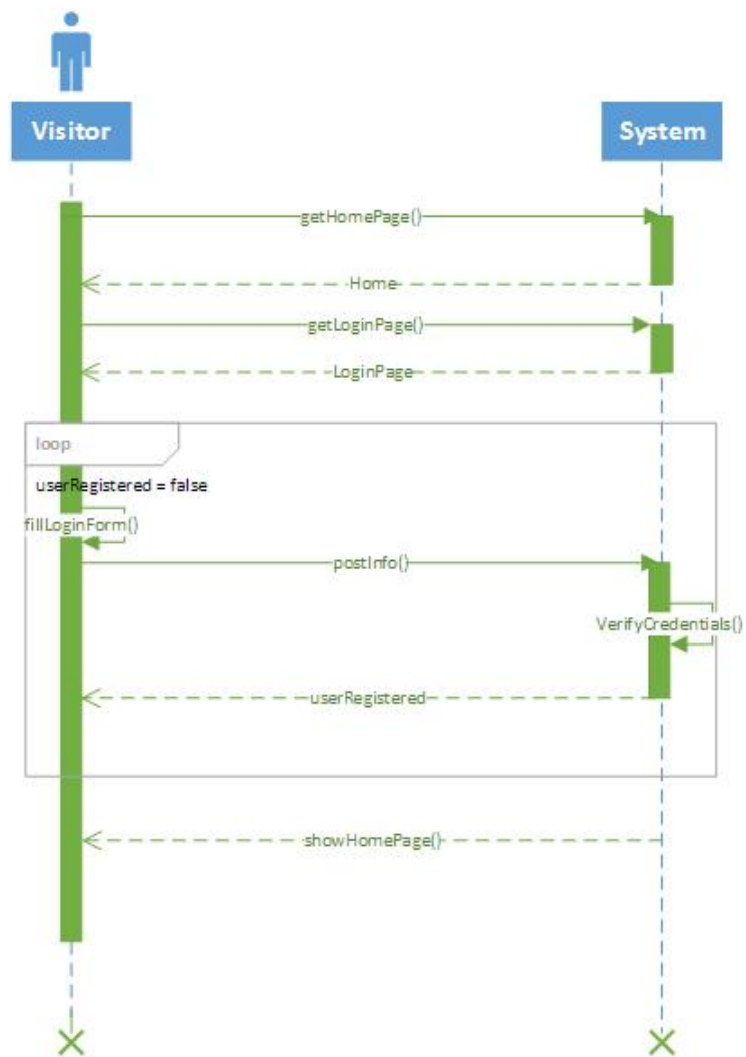 Visitor
System
getHomePage()
Home
getLoginPage()
LoginPage
loop
userRegistered = false
fillLoginForm()
postInfo()
VerifyCredentials()
userRegistered
showHomePage()